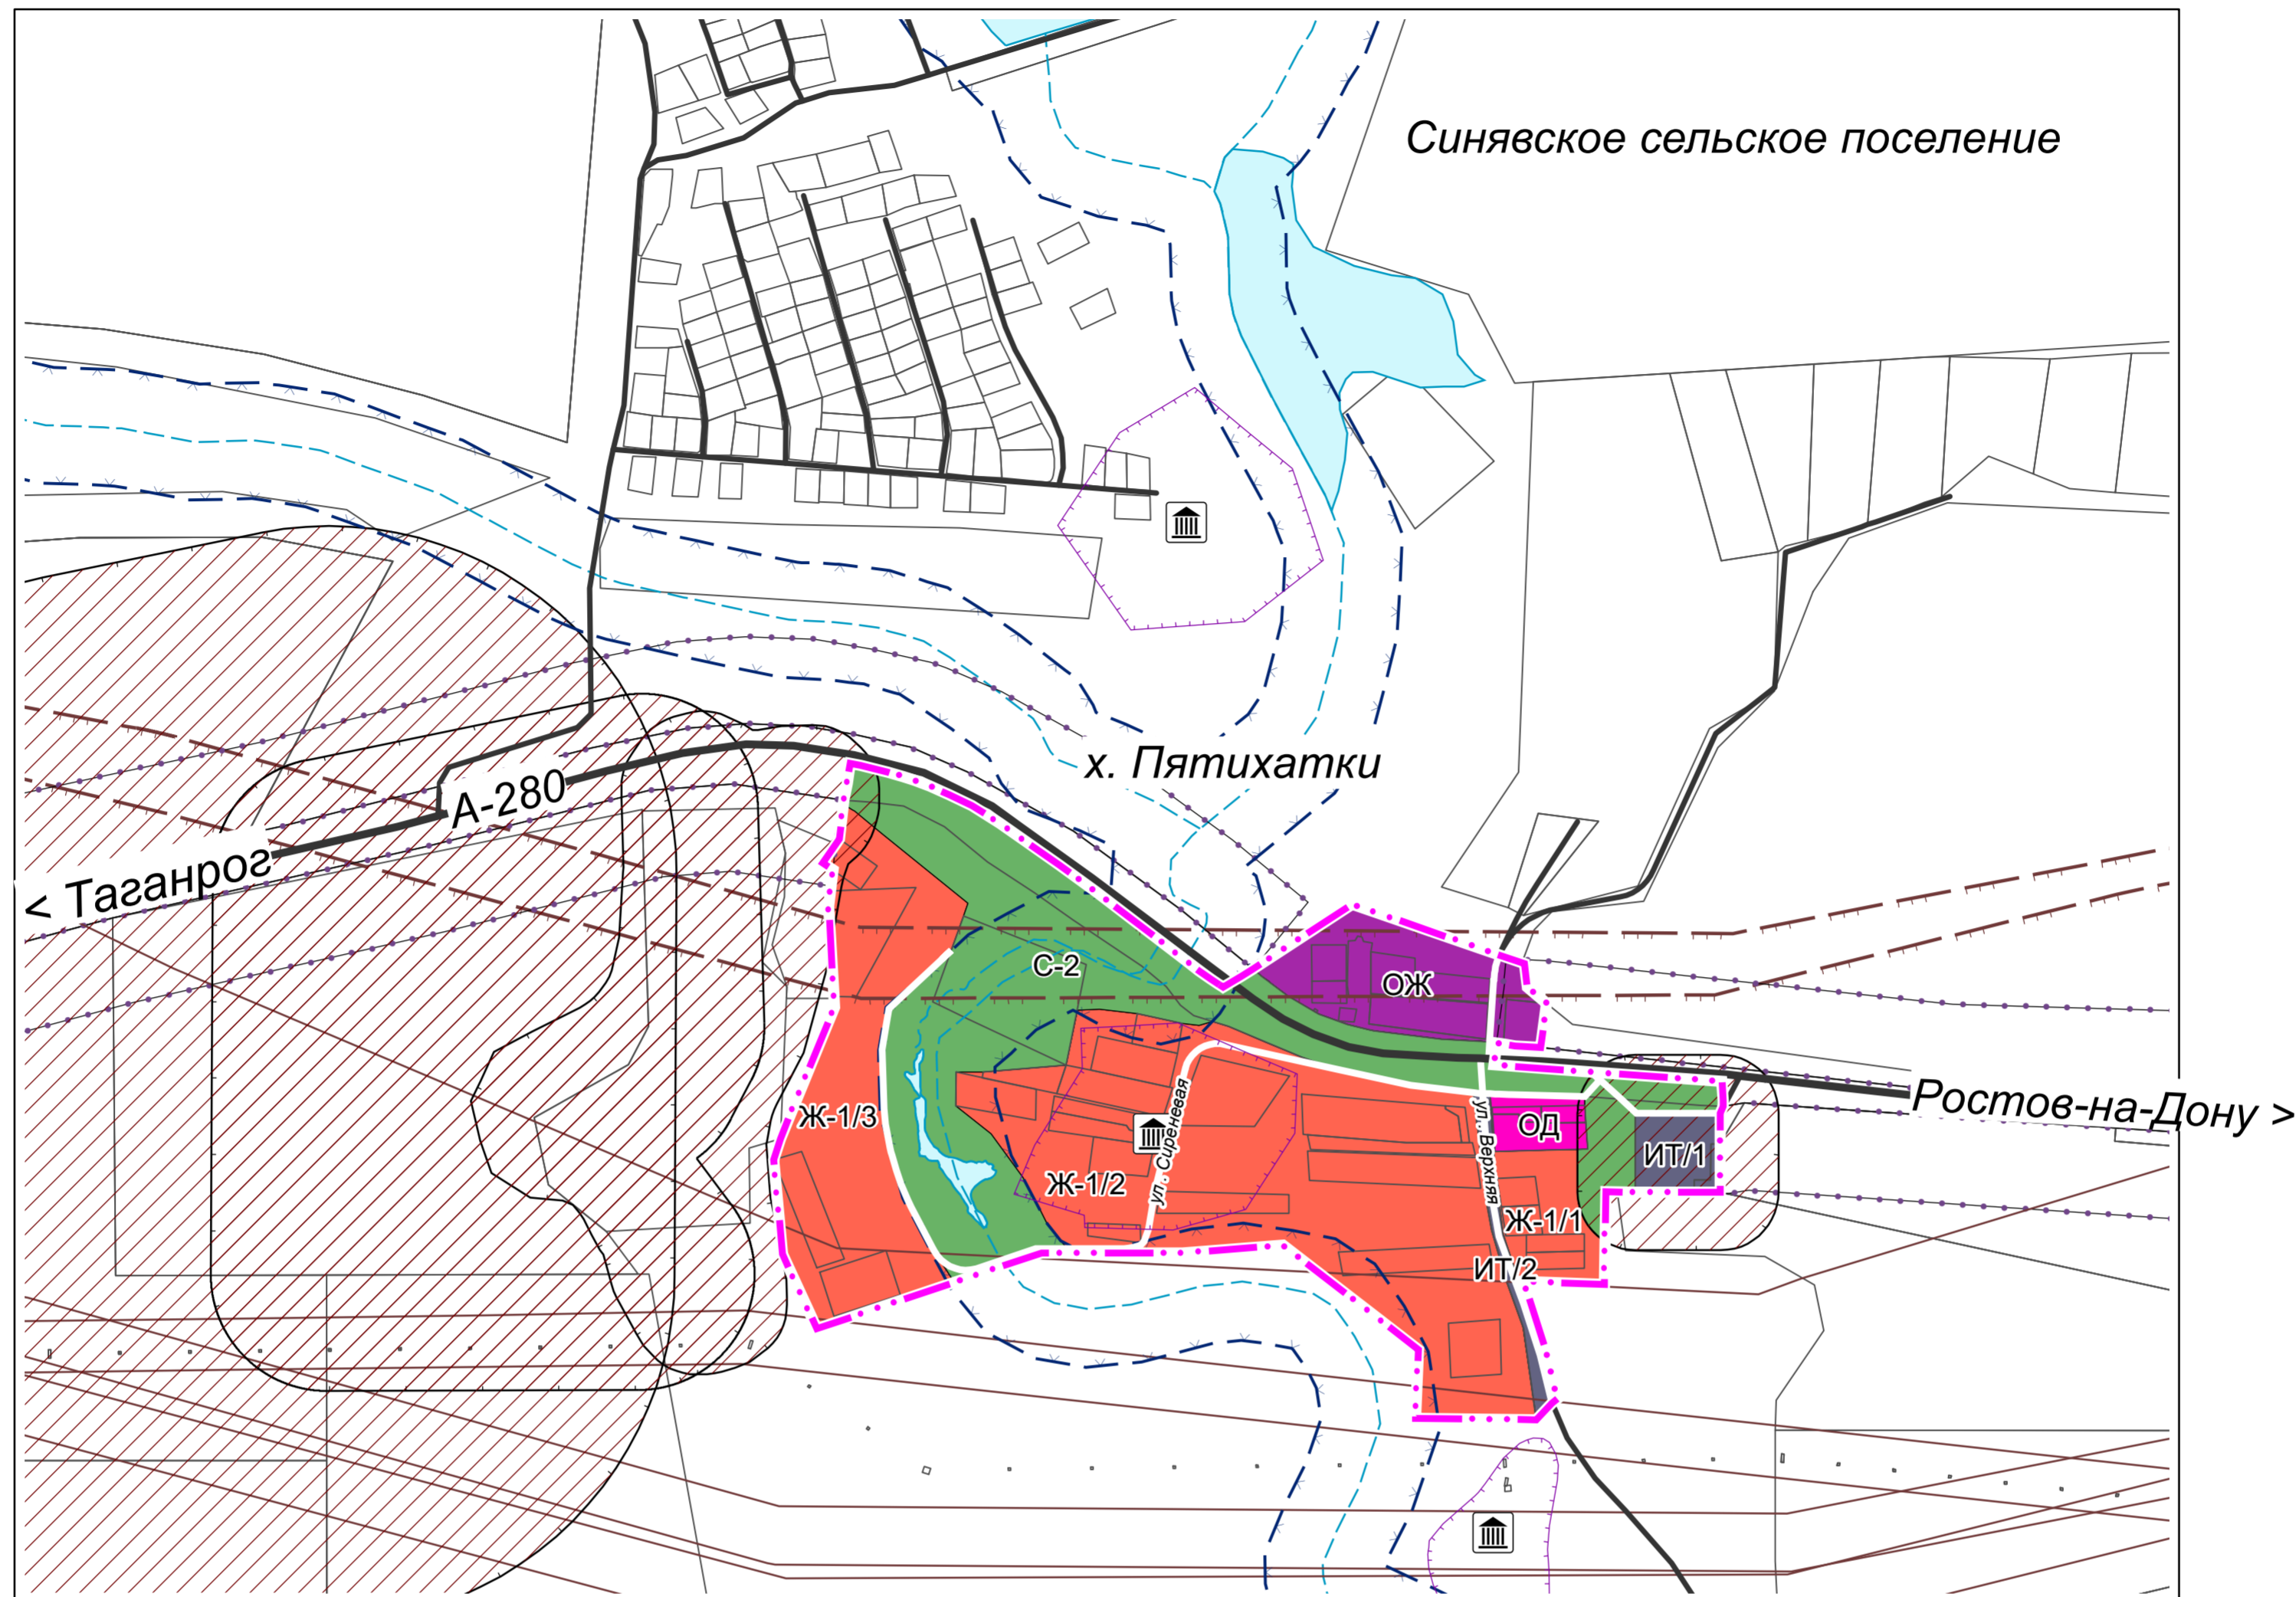 Синявское сельское поселение
х. Пятихатки
А-280
< Таганрог
С-2
ОЖ
Ростов-на-Дону >
Ж-1/3
ул. Сиреневая
ул. Верхняя
ОД
ИТ/1
Ж-1/2
Ж-1/1
ИТ/2